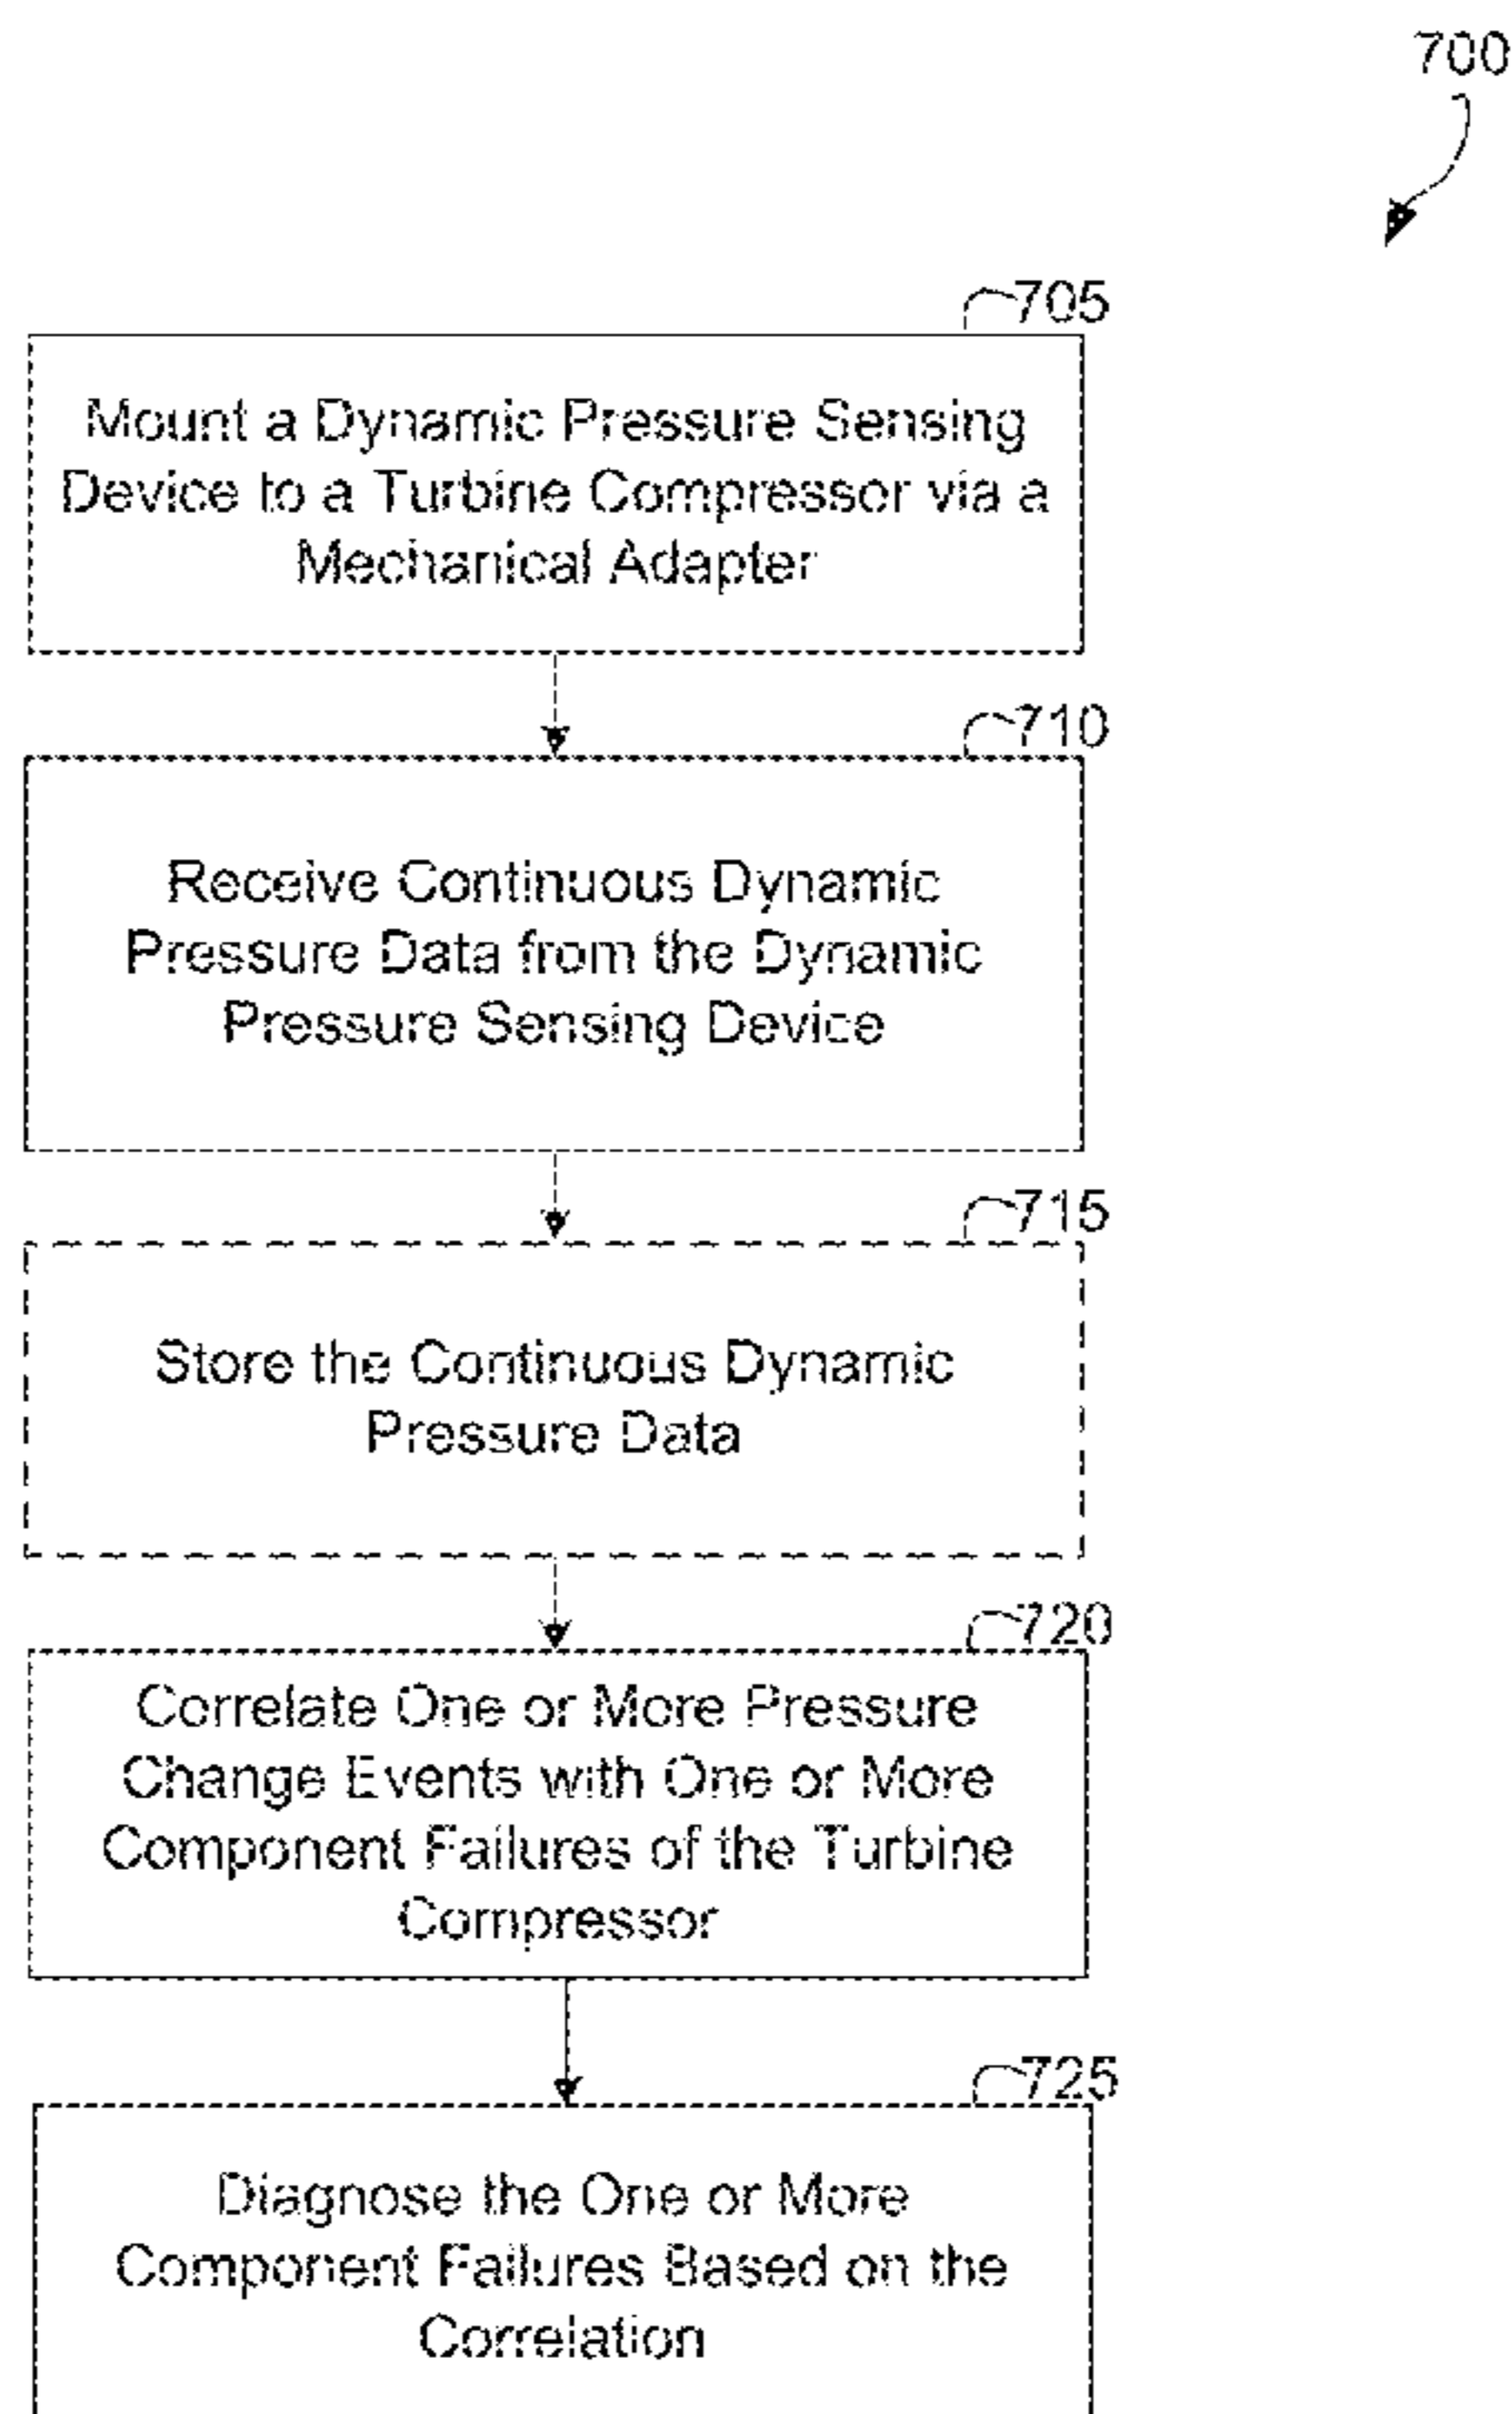 700
705
Mount a Dynamic Pressure Sensing
Device to a Turbine Compressor via a
Mechanical Adapter
710
Receive Continuous Dynamic
Pressure Data from the Dynamic
Pressure Sensing Device
715
Store the Continuous Dynamic
Pressure Data
720
Correlate One or More Pressure
Change Events with One or More
Component Failures of the Turbine
Compressor
725
Diagnose the One or More
Component Failures Based on the
Correlation